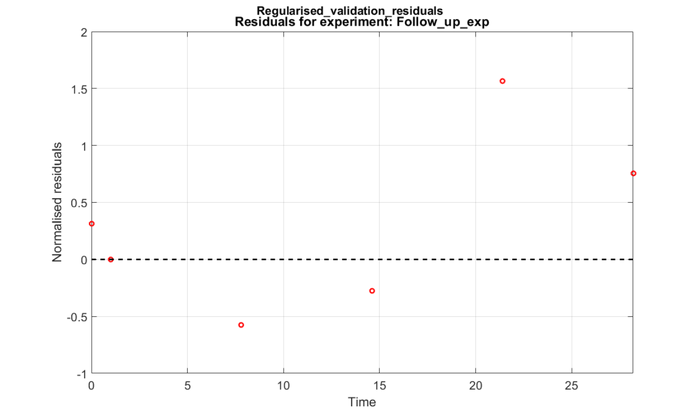 Regularised_validation_residuals
Residuals for experiment: Follow_up_exp
2
1.5
1
0.5
0
-0.5
-1
Normalised residuals
0 5 10 15 20 25
Time